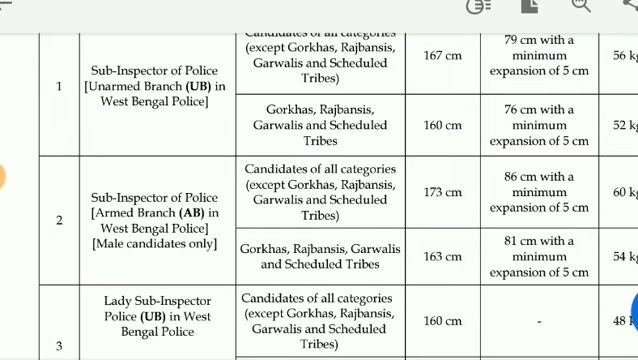 1
Sub-Inspector of Police
[Unarmed Branch (UB) in
West Bengal Police]
Candidates of all categories
(except Gorkhas, Rajbansis,
Garwalis and Scheduled
Tribes)
167 cm
79 cm with a
minimum
expansion of 5 cm
56 kg
Gorkhas, Rajbansis,
Garwalis and Scheduled
Tribes
160 cm
76 cm with a
minimum
expansion of 5 cm
52 kg
2
Sub-Inspector of Police
[Armed Branch (AB) in
West Bengal Police]
[Male candidates only]
Candidates of all categories
(except Gorkhas, Rajbansis,
Garwalis and Scheduled
Tribes)
173 cm
86 cm with a
minimum
expansion of 5 cm
60 kg
Gorkhas, Rajbansis, Garwalis
and Scheduled Tribes
163 cm
81 cm with a
minimum
expansion of 5 cm
54 kg
3
Lady Sub-Inspector
Police (UB) in West
Bengal Police
Candidates of all categories
(except Gorkhas, Rajbansis,
Garwalis and Scheduled
Tribes)
160 cm
-
48